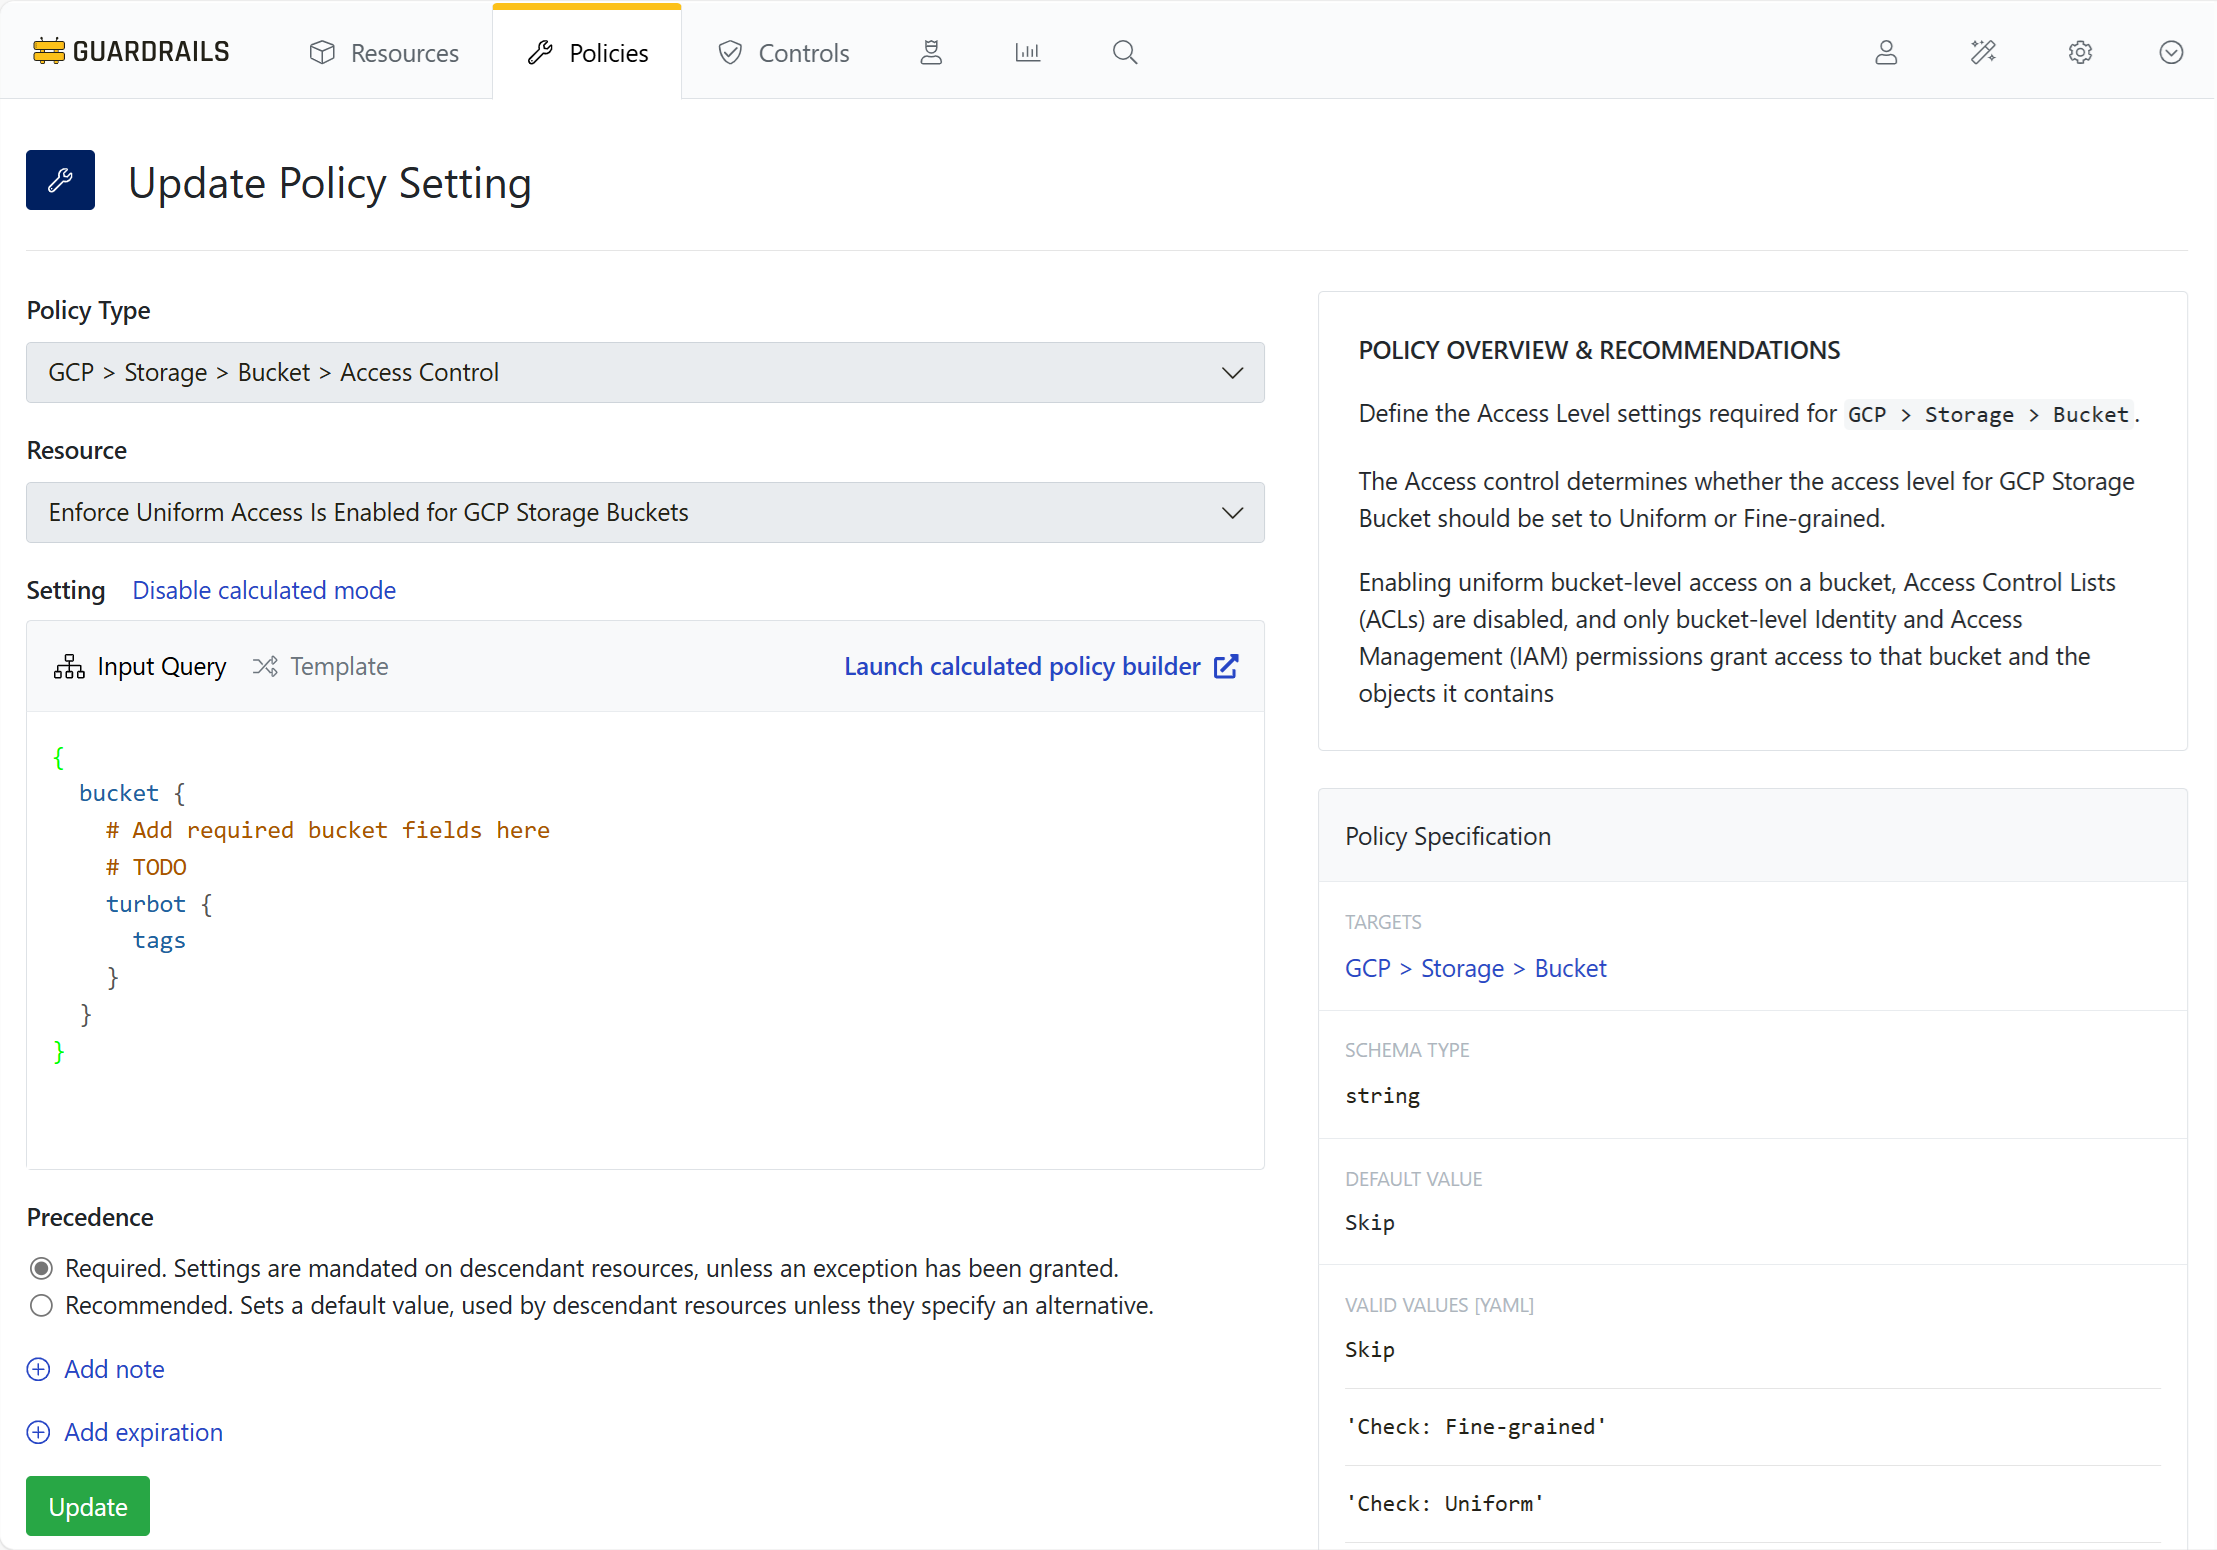 GUARDRAILS
Resources
Policies
Controls
Update Policy Setting
Policy Type
GCP > Storage > Bucket > Access Control
Resource
Enforce Uniform Access Is Enabled for GCP Storage Buckets
Setting Disable calculated mode
Input Query Template Launch calculated policy builder
{
  bucket {
    # Add required bucket fields here
    # TODO
    turbot {
      tags
    }
  }
}
Precedence
Required. Settings are mandated on descendant resources, unless an exception has been granted.
Recommended. Sets a default value, used by descendant resources unless they specify an alternative.
Add note
Add expiration
Update
POLICY OVERVIEW & RECOMMENDATIONS
Define the Access Level settings required for GCP > Storage > Bucket.
The Access control determines whether the access level for GCP Storage
Bucket should be set to Uniform or Fine-grained.
Enabling uniform bucket-level access on a bucket, Access Control Lists
(ACLs) are disabled, and only bucket-level Identity and Access
Management (IAM) permissions grant access to that bucket and the
objects it contains
Policy Specification
TARGETS
GCP > Storage > Bucket
SCHEMA TYPE
string
DEFAULT VALUE
Skip
VALID VALUES [YAML]
Skip
'Check: Fine-grained'
'Check: Uniform'